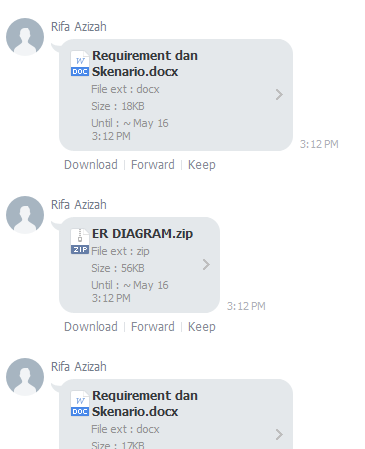 Rifa Azizah
Requirement dan
Skenario.docx
W
DOC
File ext : docx
Size : 18KB
Until : ~ May 16
3:12 PM
3:12 PM
Download | Forward | Keep
Rifa Azizah
ER DIAGRAM.zip
ZIP
File ext : zip
Size : 56KB
Until : ~ May 16
3:12 PM
3:12 PM
Download | Forward | Keep
Rifa Azizah
Requirement dan
Skenario.docx
W
DOC
File ext : docx
Size : 17KB